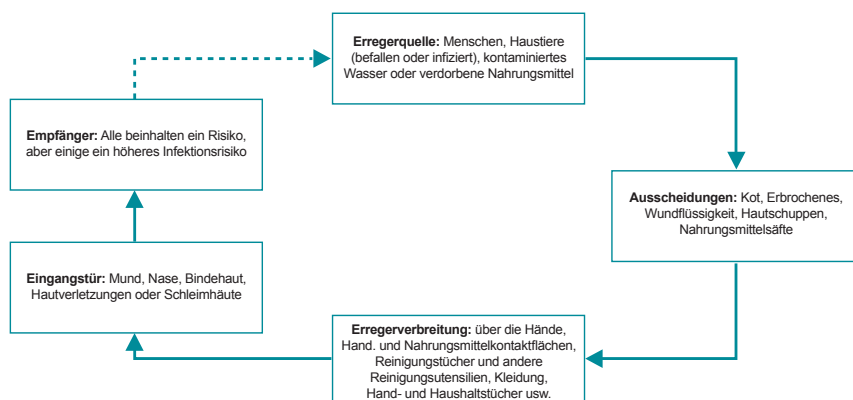 Erregerquelle: Menschen, Haustiere
(befallen oder infiziert), kontaminiertes
Wasser oder verdorbene Nahrungsmittel
Empfänger: Alle beinhalten ein Risiko,
aber einige ein höheres Infektionsrisiko
Ausscheidungen: Kot, Erbrochenes,
Wundflüssigkeit, Hautschuppen,
Nahrungsmittelsäfte
Eingangstür: Mund, Nase, Bindehaut,
Hautverletzungen oder Schleimhäute
Erregerverbreitung: über die Hände,
Hand. und Nahrungsmittelkontaktflächen,
Reinigungstücher und andere
Reinigungsutensilien, Kleidung,
Hand- und Haushaltstücher usw.